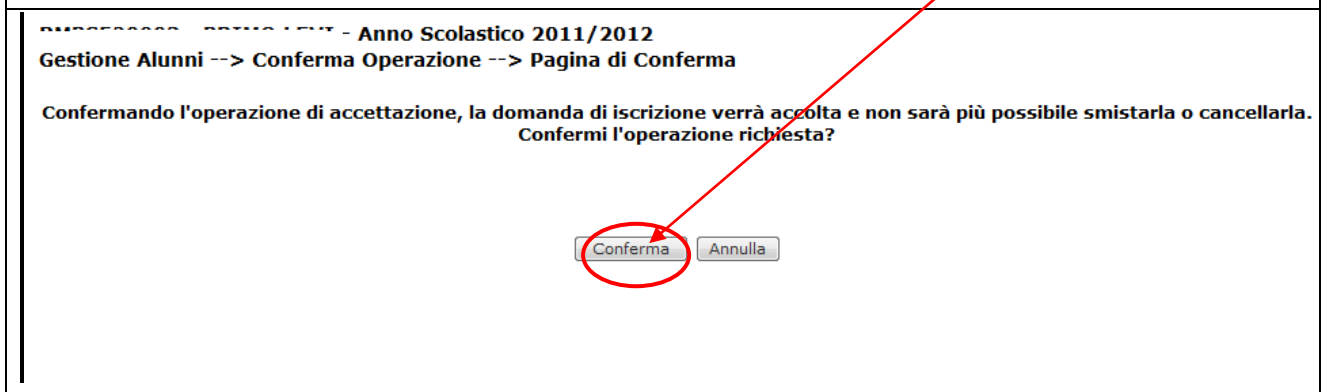 - Anno Scolastico 2011/2012
Gestione Alunni --> Conferma Operazione --> Pagina di Conferma
Confermando l'operazione di accettazione, la domanda di iscrizione verrà accolta e non sarà più possibile smistarla o cancellarla.
Confermi l'operazione richiesta?
Conferma Annulla